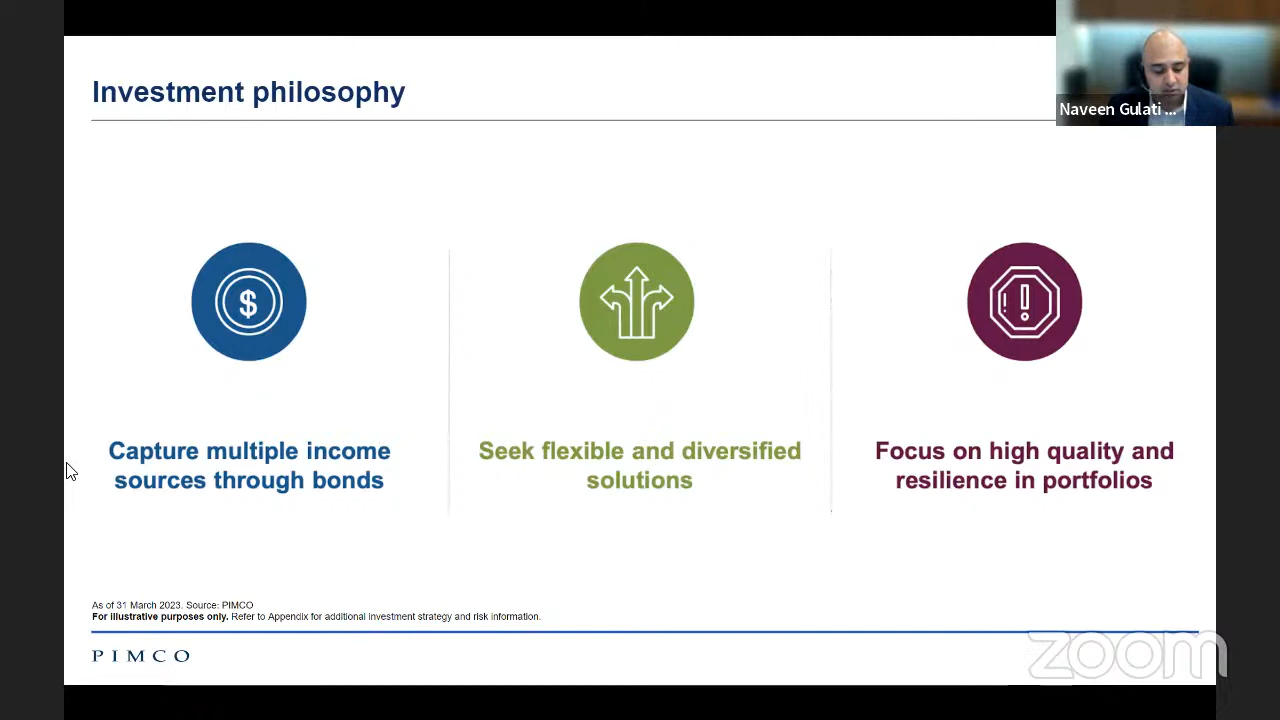 Investment philosophy
Naveen Gulati ...
$
Capture multiple income
sources through bonds
Seek flexible and diversified
solutions
!
Focus on high quality and
resilience in portfolios
As of 31 March 2023. Source: PIMCO
For illustrative purposes only. Refer to Appendix for additional investment strategy and risk information.
PIMCO
zoom